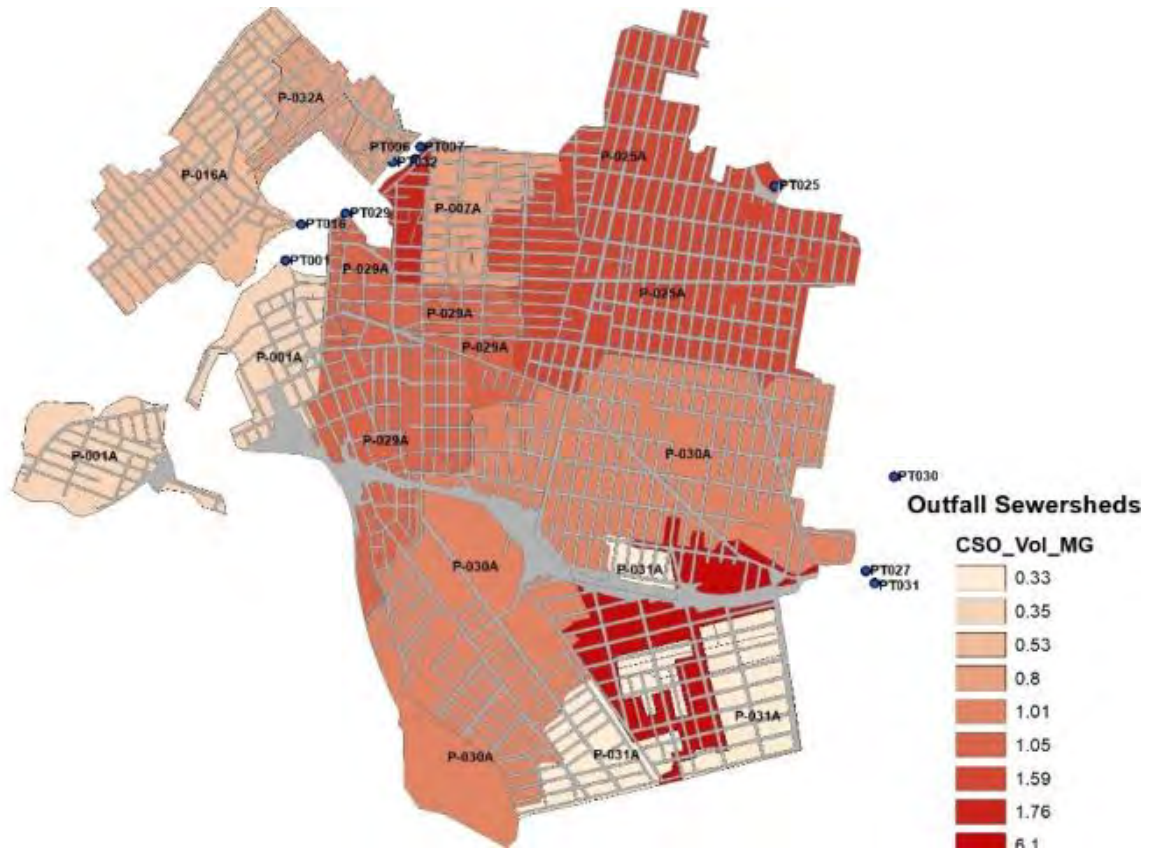 P-032A
PT006
PT007
PT032
P-025A
P-016A
PT025
P-007A
PT029
PT016
PT001
P-029A
P-025A
P-029A
P-029A
P-001A
P-029A
P-001A
P-030A
PT030
Outfall Sewersheds
CSO_Vol_MG
P-030A
P-031A
PT027
PT031
0.33
0.35
0.53
0.8
1.01
1.05
1.59
1.76
6.1
P-031A
P-031A
P-030A